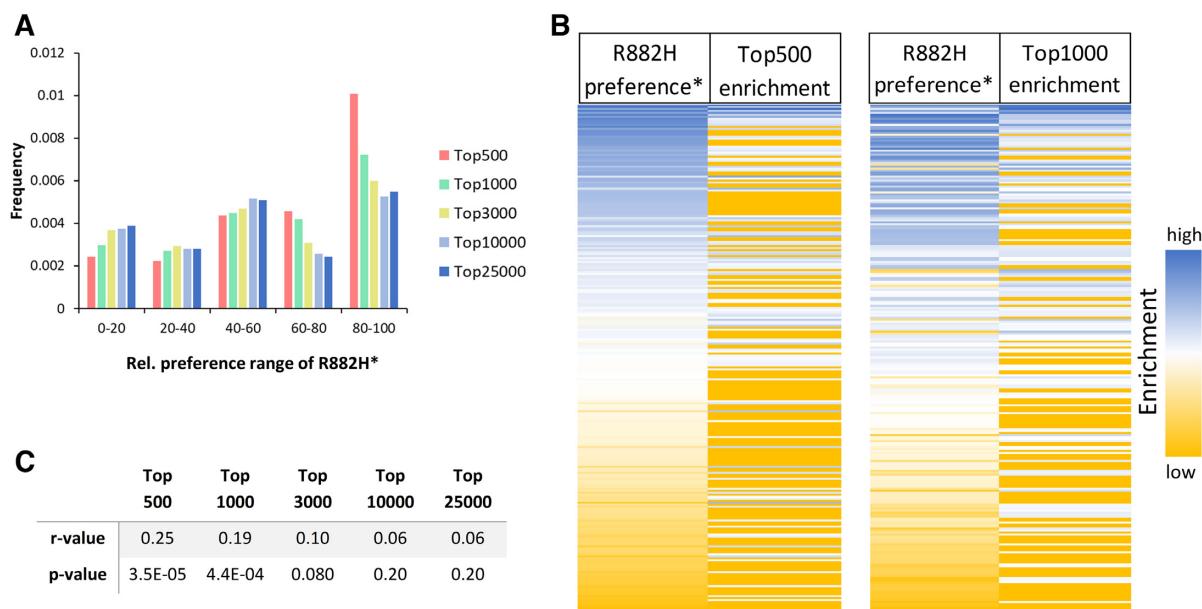 A
0.012
0.01
0.008
0.006
0.004
0.002
0
Frequency
0-20 20-40 40-60 60-80 80-100
Rel. preference range of R882H*
Top500
Top1000
Top3000
Top10000
Top25000
B
R882H Top500
preference* enrichment
R882H Top1000
preference* enrichment
high
Enrichment
low
C
Top Top Top Top Top
500 1000 3000 10000 25000
r-value 0.25 0.19 0.10 0.06 0.06
p-value 3.5E-05 4.4E-04 0.080 0.20 0.20